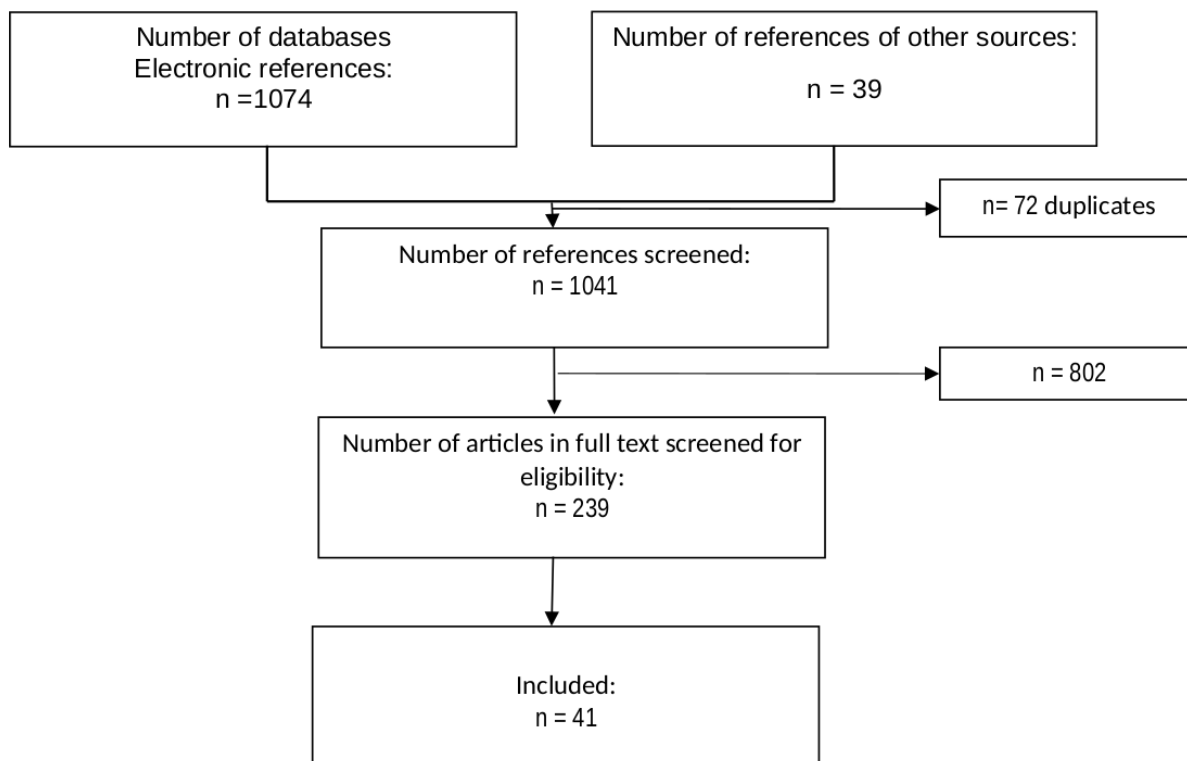 Number of databases
Electronic references:
n =1074
Number of references of other sources:
n = 39
n= 72 duplicates
Number of references screened:
n = 1041
n = 802
Number of articles in full text screened for
eligibility:
n = 239
Included:
n = 41